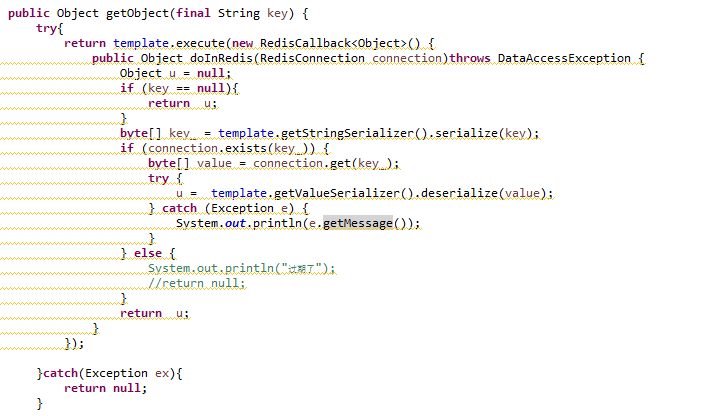 public Object getObject(final String key) {
    try{
        return template.execute(new RedisCallback<Object>() {
            public Object doInRedis(RedisConnection connection)throws DataAccessException {
                Object u = null;
                if (key == null){
                    return  u;
                }
                byte[] key_ = template.getStringSerializer().serialize(key);
                if (connection.exists(key_)) {
                    byte[] value = connection.get(key_);
                    try {
                        u =  template.getValueSerializer().deserialize(value);
                    } catch (Exception e) {
                        System.out.println(e.getMessage());
                    }
                } else {
                    System.out.println("过期了");
                    //return null;
                }
                return  u;
            }
        });

    }catch(Exception ex){
        return null;
    }